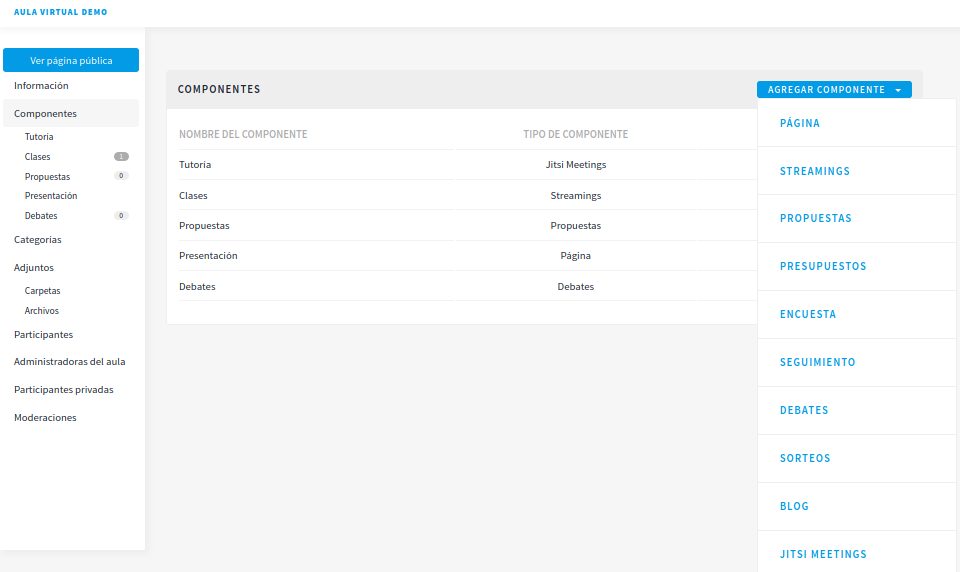 AULA VIRTUAL DEMO
Ver página pública
Información
Componentes
Tutoria
Clases 1
Propuestas 0
Presentación
Debates 0
Categorías
Adjuntos
Carpetas
Archivos
Participantes
Administradoras del aula
Participantes privadas
Moderaciones
COMPONENTES
AGREGAR COMPONENTE
NOMBRE DEL COMPONENTE TIPO DE COMPONENTE
Tutoria Jitsi Meetings
Clases Streamings
Propuestas Propuestas
Presentación Página
Debates Debates
PÁGINA
STREAMINGS
PROPUESTAS
PRESUPUESTOS
ENCUESTA
SEGUIMIENTO
DEBATES
SORTEOS
BLOG
JITSI MEETINGS